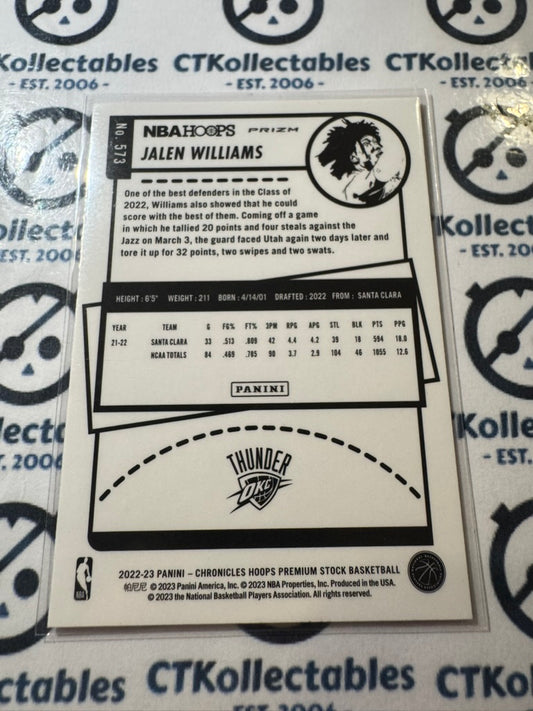 CTKollectables CTKollectables CTKollectables
- EST. 2006 - - EST. 2006 - - EST. 2006 -
No. 573
NBA HOOPS PRIZM
JALEN WILLIAMS
One of the best defenders in the Class of
2022, Williams also showed that he could
score with the best of them. Coming off a game
in which he tallied 20 points and four steals against the
Jazz on March 3, the guard faced Utah again two days later and
tore it up for 32 points, two swipes and two swats.
HEIGHT: 6'5" WEIGHT: 211 BORN: 4/14/01 DRAFTED: 2022 FROM: SANTA CLARA
YEAR TEAM G FG% FT% 3PM RPG APG STL BLK PTS PPG
21-22 SANTA CLARA 33 .513 .809 42 4.4 4.2 39 18 594 18.0
NCAA TOTALS 84 .469 .785 90 3.7 2.9 104 46 1055 12.6
PANINI
THUNDER
OKC
2022-23 PANINI – CHRONICLES HOOPS PREMIUM STOCK BASKETBALL
帕尼尼 © 2023 Panini America, Inc. © 2023 NBA Properties, Inc. Produced in the USA.
© 2023 the National Basketball Players Association. All rights reserved.
NBA
CTKollectables